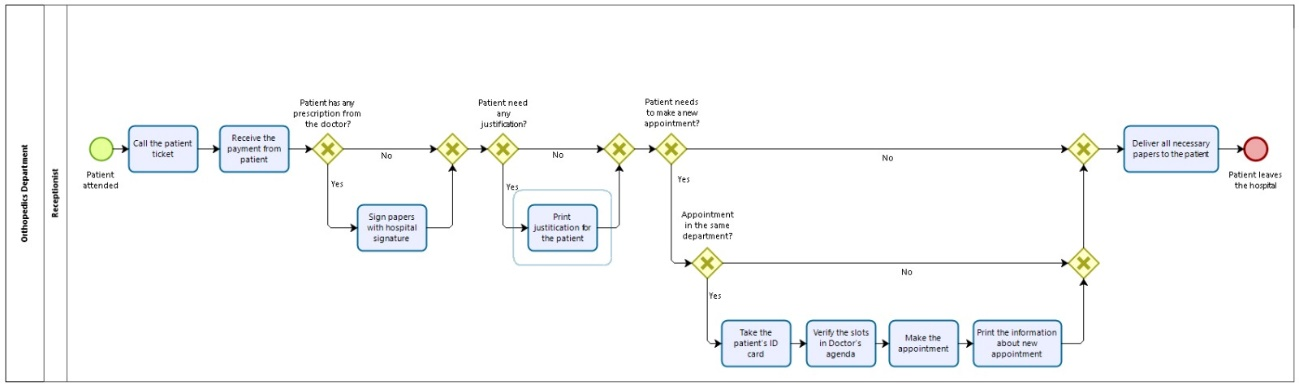 Orthopedics Department
Receptionist
Patient
attended
Call the patient
ticket
Receive the
payment from
patient
Patient has any
prescription from
the doctor?
No
Yes
Sign papers
with hospital
signature
Patient need
any
justification?
No
Yes
Print
justification for
the patient
Patient needs
to make a new
appointment?
No
Yes
Appointment
in the same
department?
No
Yes
Take the
patient's ID
card
Verify the slots
in Doctor's
agenda
Make the
appointment
Print the information
about new
appointment
Deliver all necessary
papers to the patient
Patient leaves
the hospital